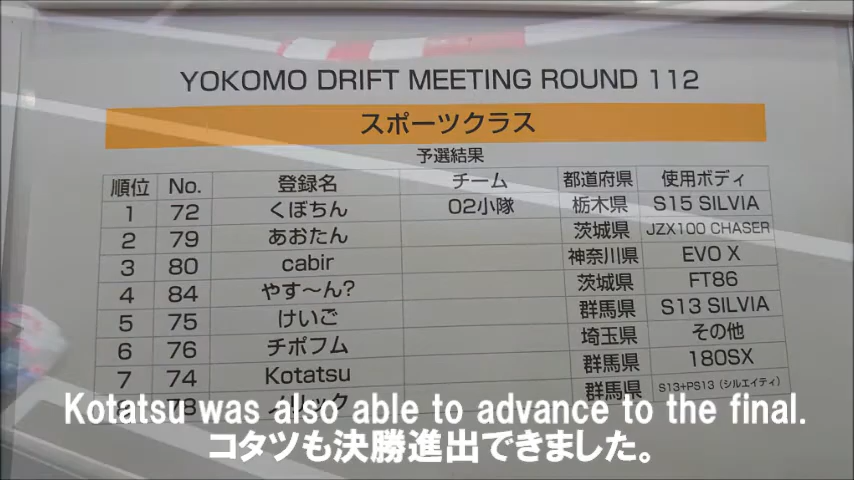 YOKOMO DRIFT MEETING ROUND 112
スポーツクラス
予選結果
順位 No. 登録名 チーム 都道府県 使用ボディ
1 72 くぼちん 02小隊 栃木県 S15 SILVIA
2 79 あおたん 茨城県 JZX100 CHASER
3 80 cabir 神奈川県 EVO X
4 84 やす〜ん? 茨城県 FT86
5 75 けいご 群馬県 S13 SILVIA
6 76 チポフム 埼玉県 その他
7 74 Kotatsu 群馬県 180SX
8 78 群馬県 S13+PS13（シルエイティ）
Kotatsu was also able to advance to the final.
コタツも決勝進出できました。